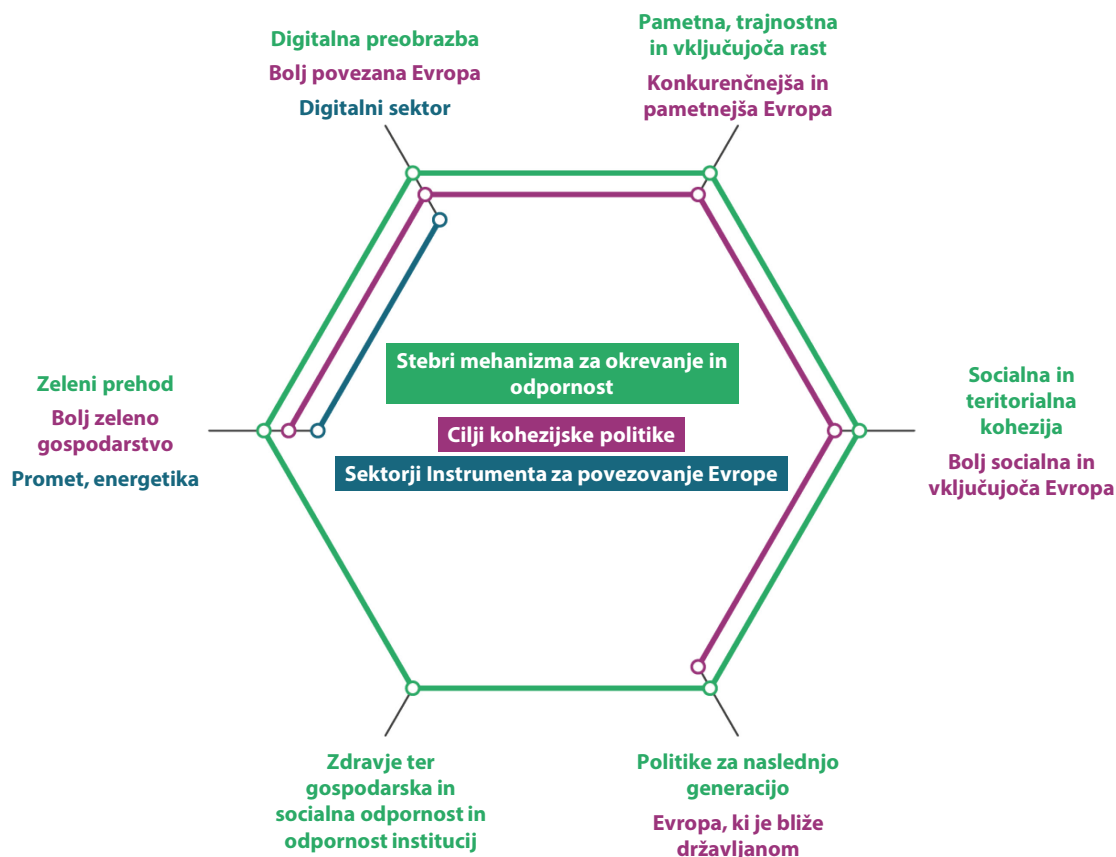 Digitalna preobrazba
Bolj povezana Evropa
Digitalni sektor
Pametna, trajnostna
in vključujoča rast
Konkurenčnejša in
pametnejša Evropa
Zeleni prehod
Bolj zeleno
gospodarstvo
Promet, energetika
Stebri mehanizma za okrevanje in
odpornost
Cilji kohezijske politike
Sektorji Instrumenta za povezovanje Evrope
Socialna in
teritorialna
kohezija
Bolj socialna in
vključujoča Evropa
Zdravje ter
gospodarska in
socialna odpornost in
odpornost institucij
Politike za naslednjo
generacijo
Evropa, ki je bliže
državljanom